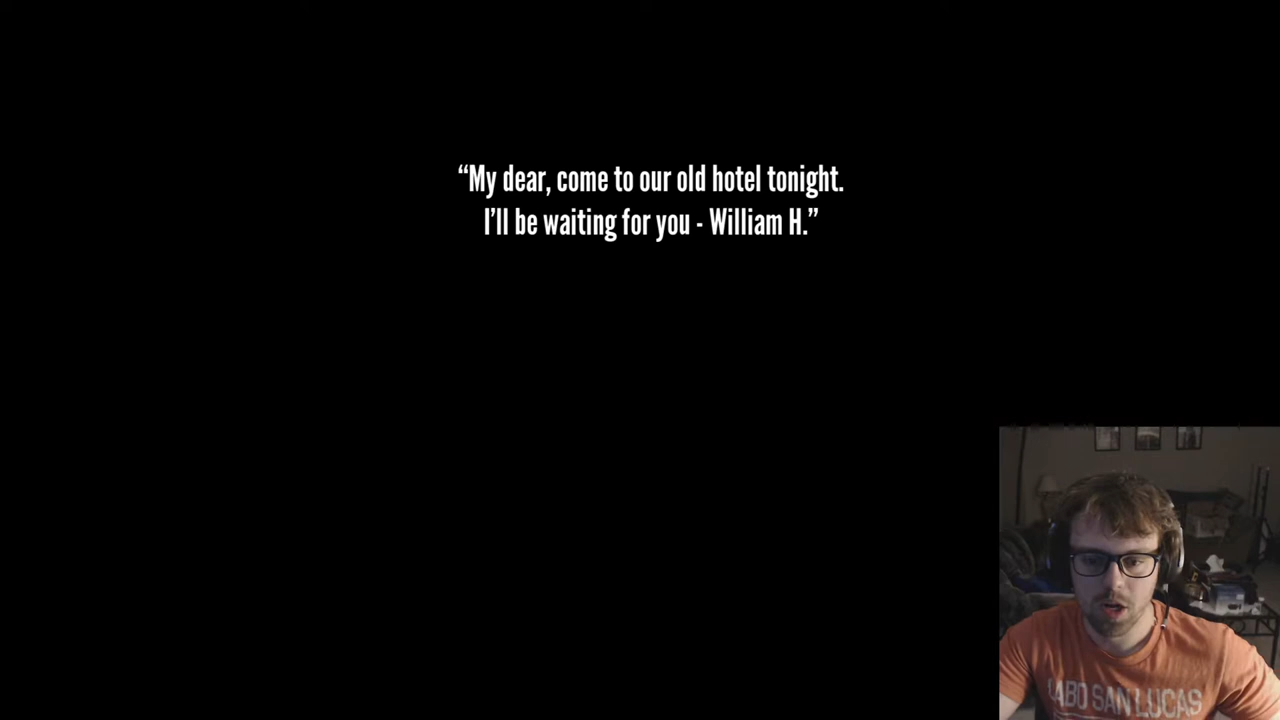 “My dear, come to our old hotel tonight.
I’ll be waiting for you - William H.”
CABO SAN LUCAS